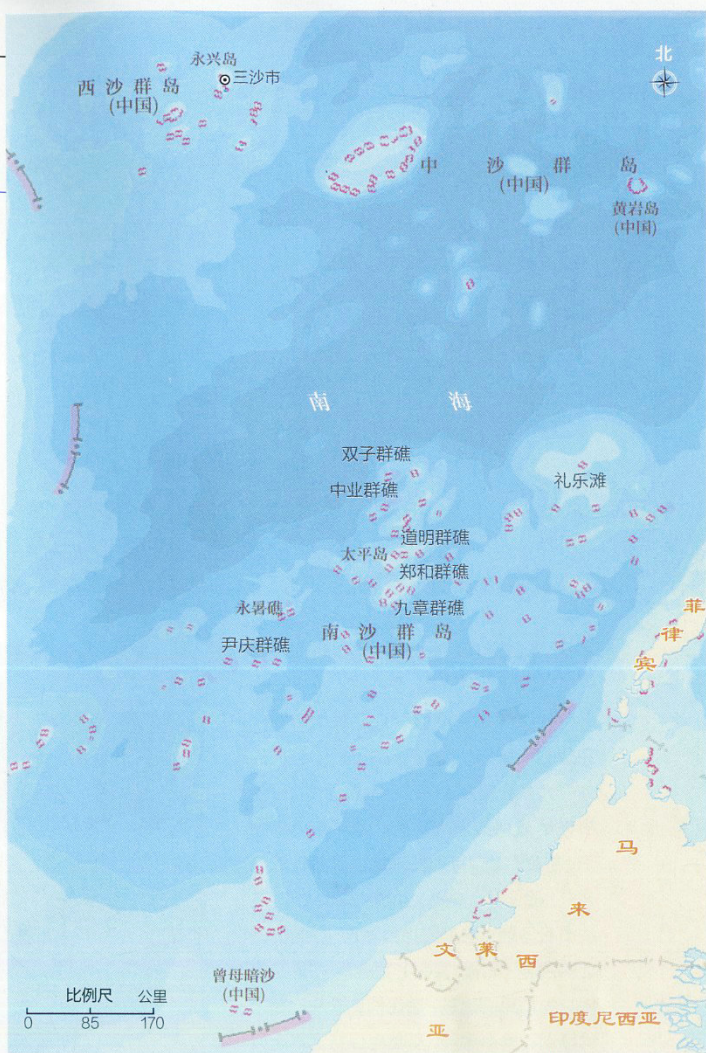 北
永兴岛
三沙市
西沙群岛
(中国)
中沙群岛
(中国)
黄岩岛
(中国)
南海
双子群礁
礼乐滩
中业群礁
道明群礁
太平岛
郑和群礁
永暑礁
九章群礁
南沙群岛
(中国)
尹庆群礁
菲律宾
马来西亚
文莱
曾母暗沙
(中国)
比例尺 公里
0 85 170
印度尼西亚